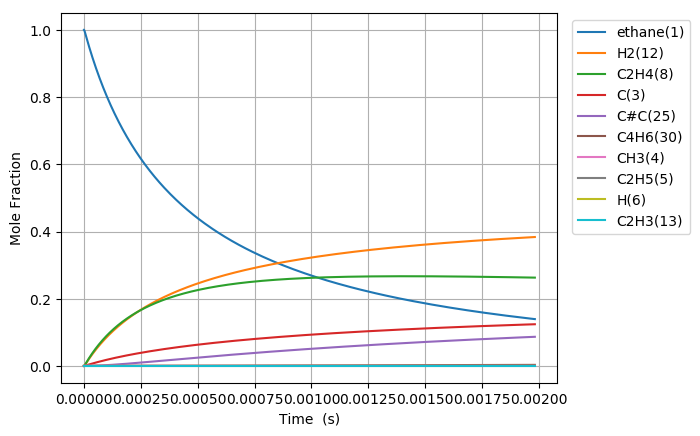 1.0
0.8
0.6
0.4
0.2
0.0
Mole Fraction
0.00000 0.00025 0.00050 0.00075 0.00100 0.00125 0.00150 0.00175 0.00200
Time (s)
ethane(1)
H2(12)
C2H4(8)
C(3)
C#C(25)
C4H6(30)
CH3(4)
C2H5(5)
H(6)
C2H3(13)